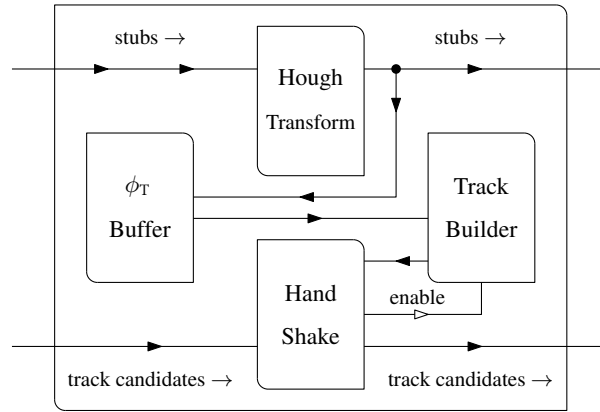 stubs →
stubs →
Hough
Transform
ϕT
Buffer
Track
Builder
Hand
Shake
enable
track candidates →
track candidates →